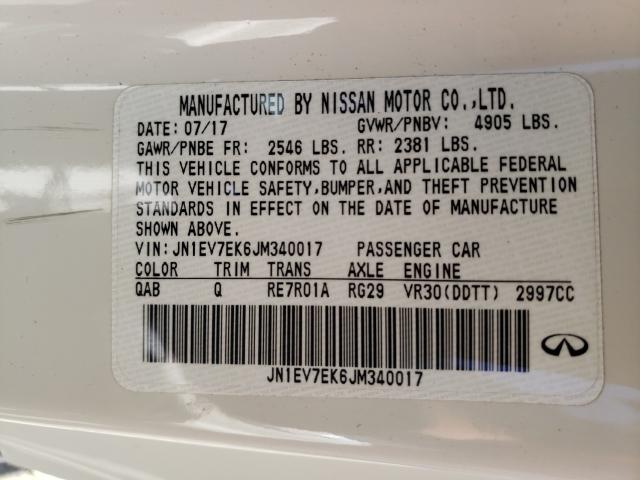 MANUFACTURED BY NISSAN MOTOR CO.,LTD.
DATE: 07/17 GVWR/PNBV: 4905 LBS.
GAWR/PNBE FR: 2546 LBS. RR: 2381 LBS.
THIS VEHICLE CONFORMS TO ALL APPLICABLE FEDERAL
MOTOR VEHICLE SAFETY,BUMPER,AND THEFT PREVENTION
STANDARDS IN EFFECT ON THE DATE OF MANUFACTURE
SHOWN ABOVE.
VIN: JN1EV7EK6JM340017 PASSENGER CAR
COLOR TRIM TRANS AXLE ENGINE
QAB Q RE7R01A RG29 VR30(DDTT) 2997CC
JN1EV7EK6JM340017